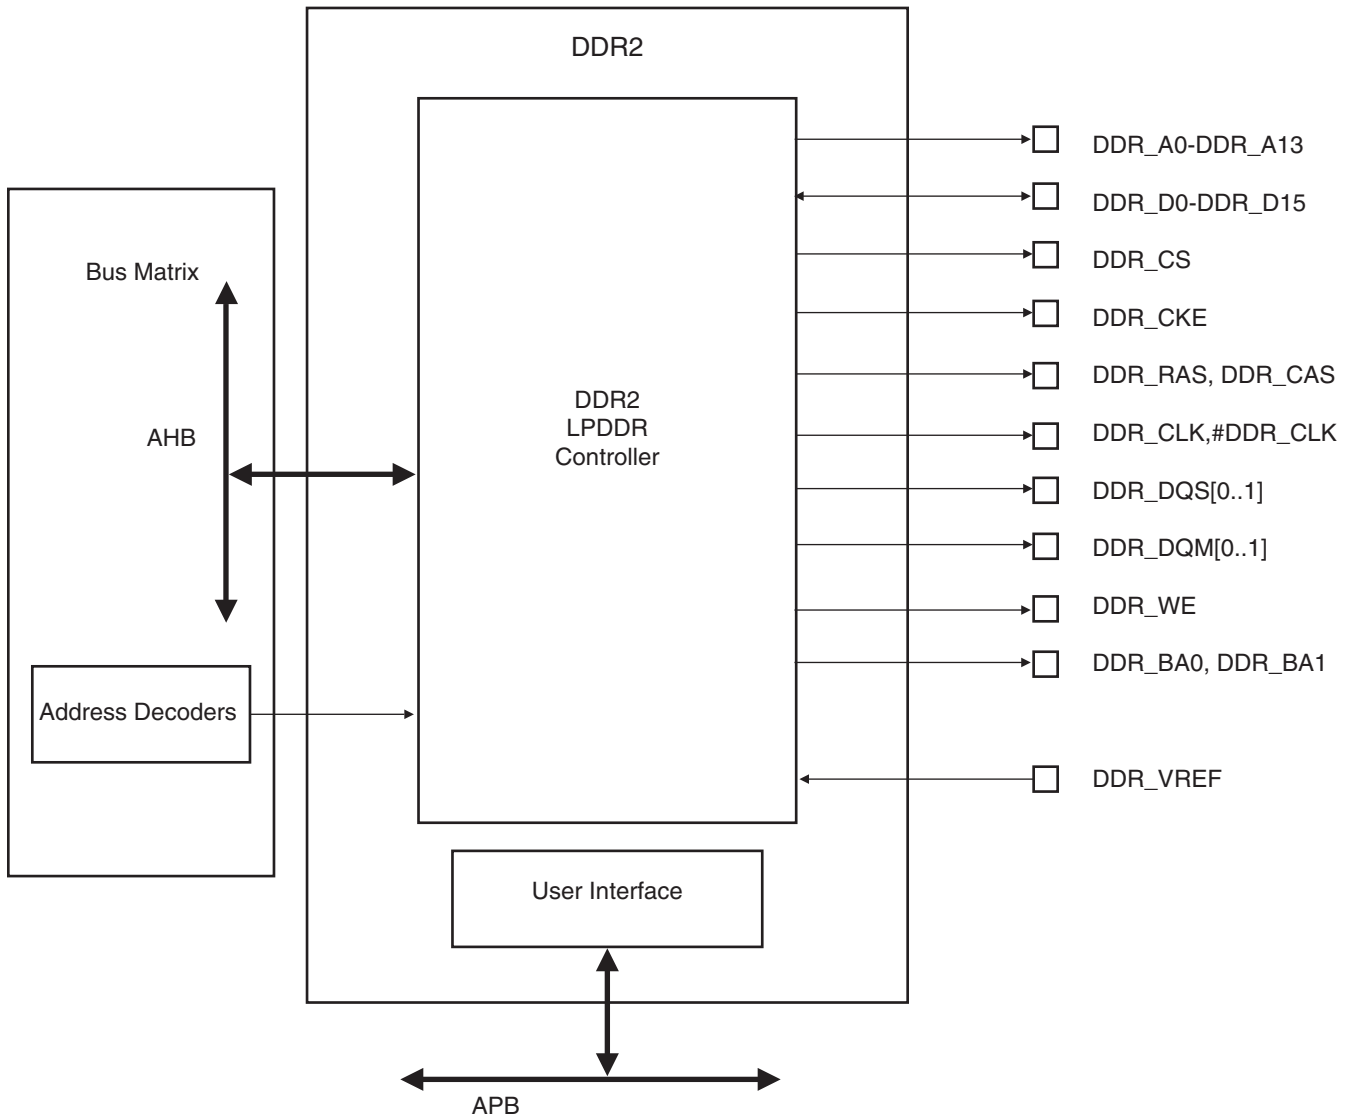 DDR2
DDR_A0-DDR_A13
DDR_D0-DDR_D15
Bus Matrix
DDR_CS
DDR_CKE
DDR_RAS, DDR_CAS
DDR2
LPDDR
Controller
AHB
DDR_CLK,#DDR_CLK
DDR_DQS[0..1]
DDR_DQM[0..1]
DDR_WE
DDR_BA0, DDR_BA1
Address Decoders
DDR_VREF
User Interface
APB